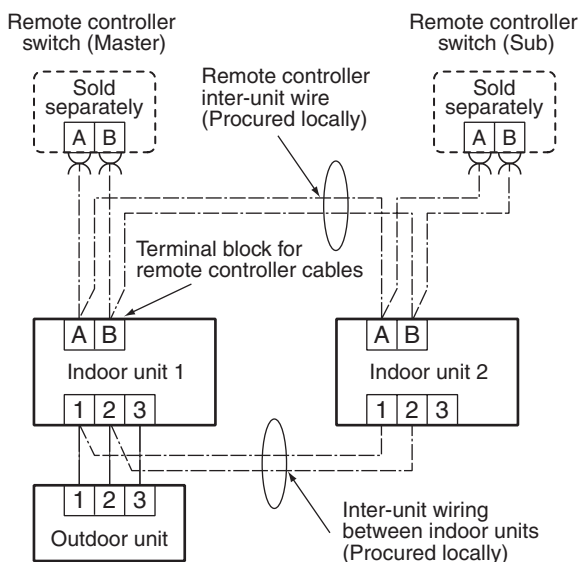 Remote controller
switch (Master)
Remote controller
switch (Sub)
Sold
separately
A B
Remote controller
inter-unit wire
(Procured locally)
Sold
separately
A B
Terminal block for
remote controller cables
A B
Indoor unit 1
1 2 3
A B
Indoor unit 2
1 2 3
1 2 3
Outdoor unit
Inter-unit wiring
between indoor units
(Procured locally)